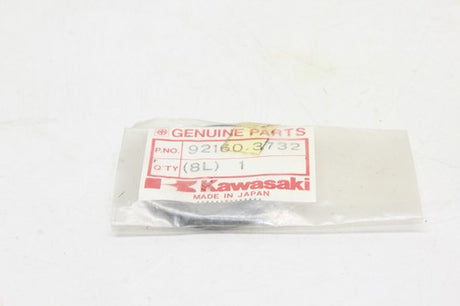 GENUINE PARTS
P.NO. 92160-3732
Q'TY (8L) 1
Kawasaki
MADE IN JAPAN